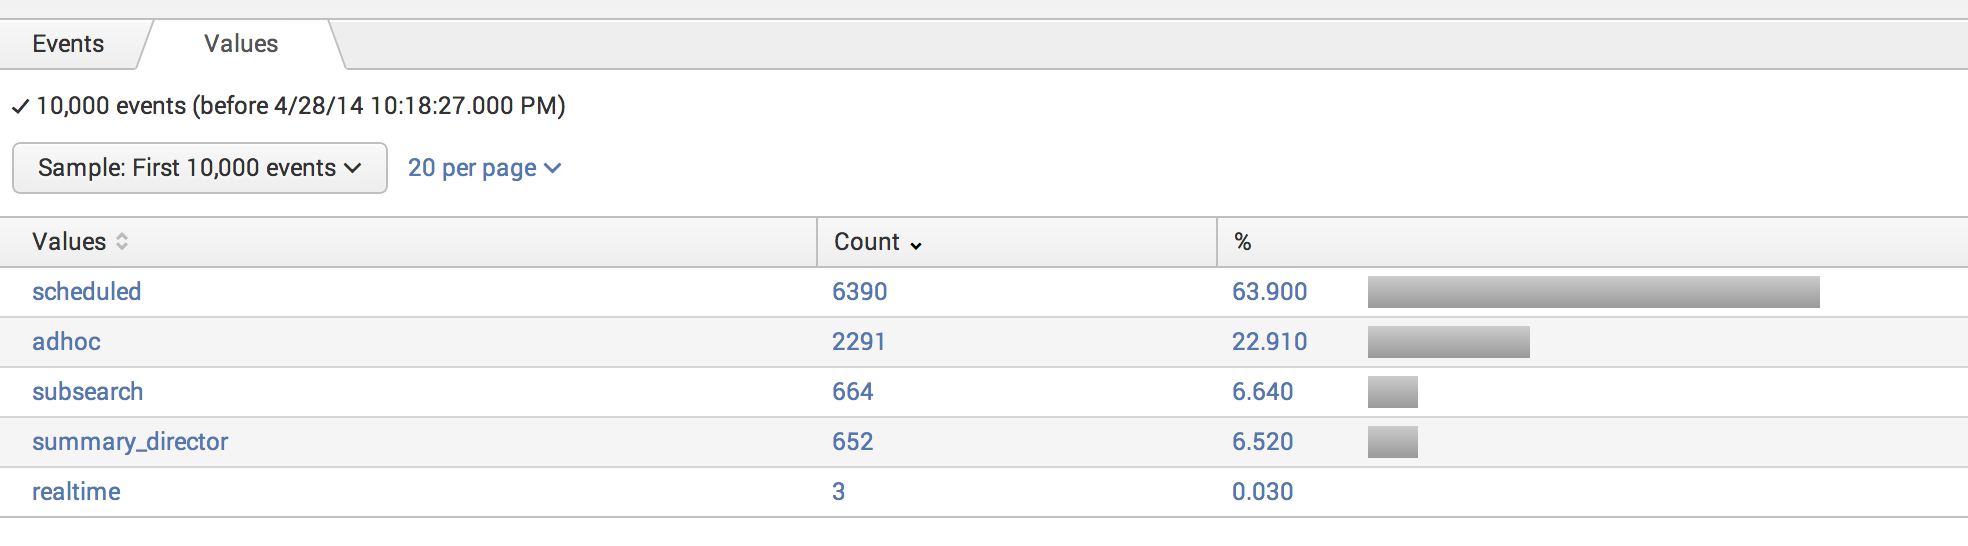 Events Values
10,000 events (before 4/28/14 10:18:27.000 PM)
Sample: First 10,000 events 20 per page
Values Count %
scheduled 6390 63.900
adhoc 2291 22.910
subsearch 664 6.640
summary_director 652 6.520
realtime 3 0.030